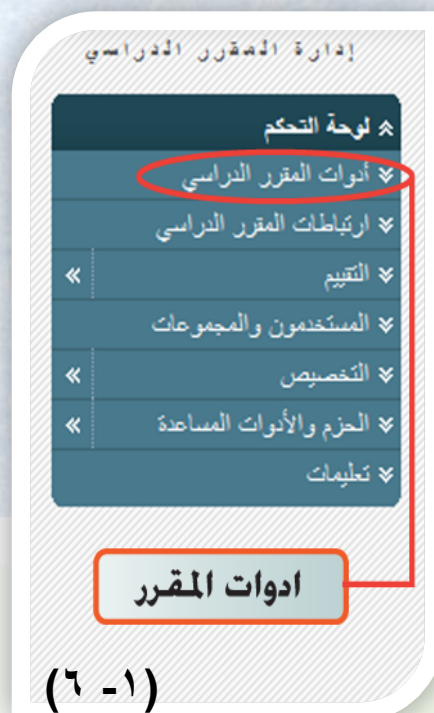 إدارة المقرر الدراسي
لوحة التحكم
أدوات المقرر الدراسي
ارتباطات المقرر الدراسي
التقييم
المستخدمون والمجموعات
التخصيص
الحزم والأدوات المساعدة
تعليمات
ادوات المقرر
(١- ٦)